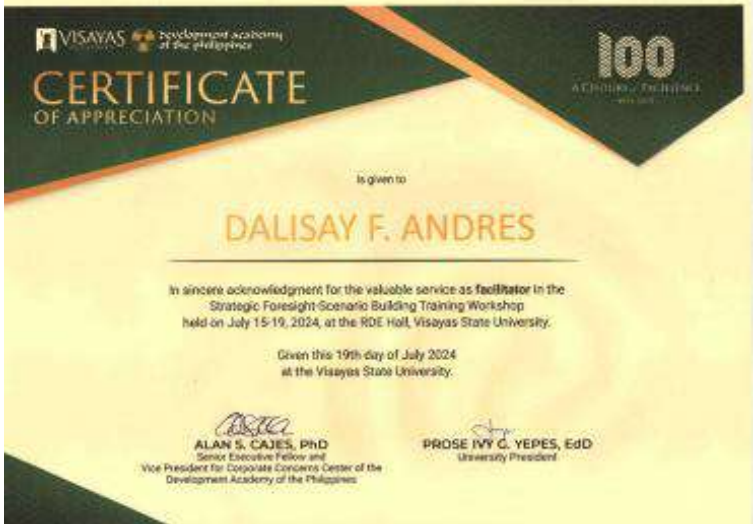 VISAYAS
development academy
of the philippines
CERTIFICATE
OF APPRECIATION
100
A CENTURY of EXCELLENCE
Is given to
DALISAY F. ANDRES
In sincere acknowledgment for the valuable service as facilitator in the
Strategic Foresight-Scenario Building Training Workshop
held on July 15-19, 2024, at the RDE Hall, Visayas State University.
Given this 19th day of July 2024
at the Visayas State University.
ALAN S. CAJES, PhD
Senior Executive Fellow and
Vice President for Corporate Concerns Center of the
Development Academy of the Philippines
PROSE IVY G. YEPES, EdD
University President